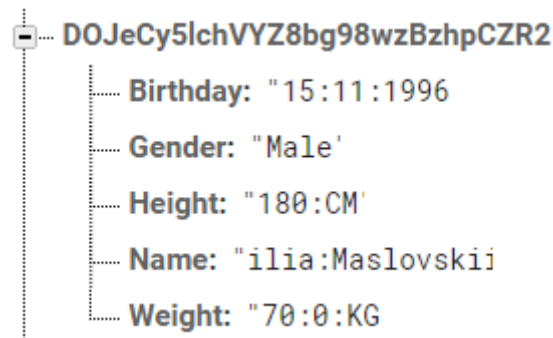 DOJeCy5lchVYZ8bg98wzBzhpCZR2
Birthday: "15:11:1996
Gender: "Male'
Height: "180:CM'
Name: "ilia:Maslovskii
Weight: "70:0:KG